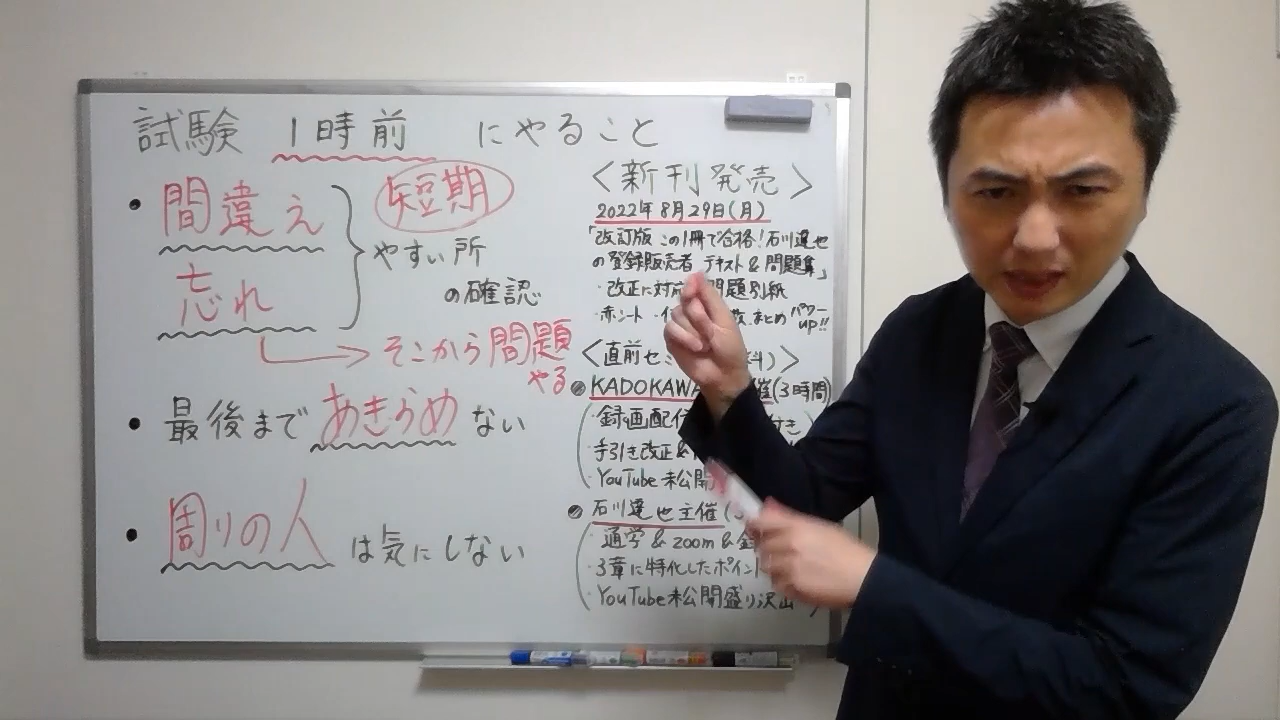 試験 1時前 にやること
・間違え
忘れ
短期
やすい所
の確認
そこから問題
やる
・最後まで あきらめ ない
・周りの人 は気にしない
＜新刊発売＞
2022年8月29日(月)
「改訂版 この1冊で合格!石川達也
の登録販売者 テキスト&問題集」
・改正に対応 問題別紙
・赤シート まとめ パワーUP!!
＜直前セ 料)＞
KADOKAWA 催(3時間)
録画配信 付き
手引き改正&
YouTube未公開
石川達也主催(
・通学&zoom&録
・3章に特化したポイント
YouTube未公開盛り沢山